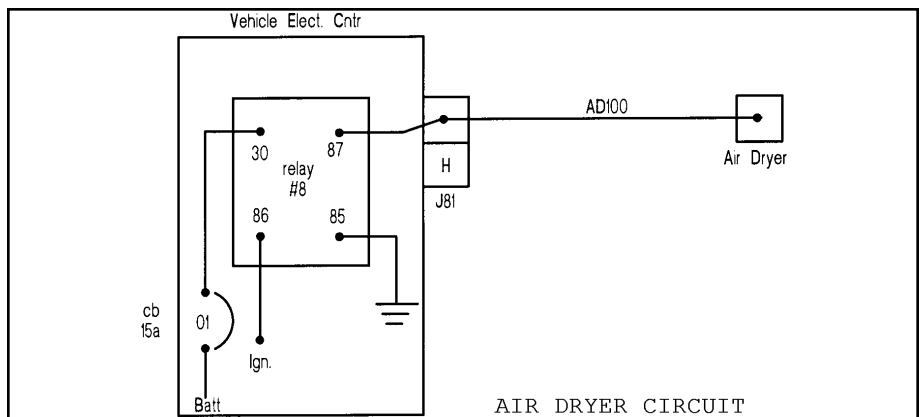 Vehicle Elect. Cntr
AD100
30
87
relay
#8
H
Air Dryer
J81
86
85
cb
15a
01
Ign.
Batt
AIR DRYER CIRCUIT